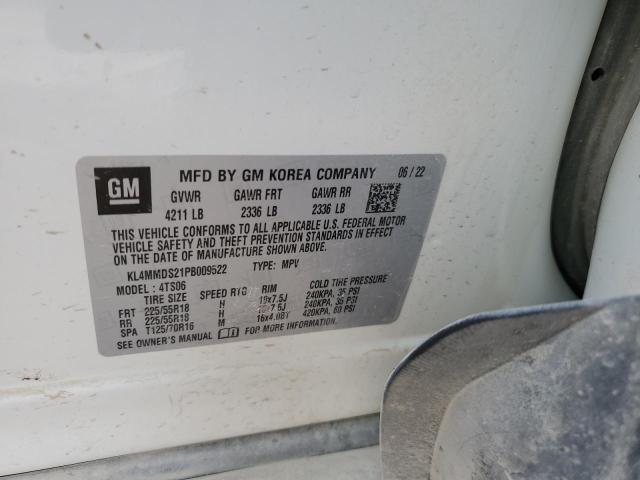 GM
MFD BY GM KOREA COMPANY 06/22
GVWR GAWR FRT GAWR RR
4211 LB 2336 LB 2336 LB
THIS VEHICLE CONFORMS TO ALL APPLICABLE U.S. FEDERAL MOTOR
VEHICLE SAFETY AND THEFT PREVENTION STANDARDS IN EFFECT
ON THE DATE OF MANUFACTURE SHOWN ABOVE.
KL4MMDS21PB009522 TYPE: MPV
MODEL: 4TS06
TIRE SIZE SPEED RTG RIM COLD TIRE PRESSURE
FRT 225/55R18 H 18x7.5J 240KPA, 35 PSI
RR 225/55R18 H 18x7.5J 240KPA, 35 PSI
SPA T125/70R16 M 16x4.0BT 420KPA, 60 PSI
SEE OWNER'S MANUAL FOR MORE INFORMATION.